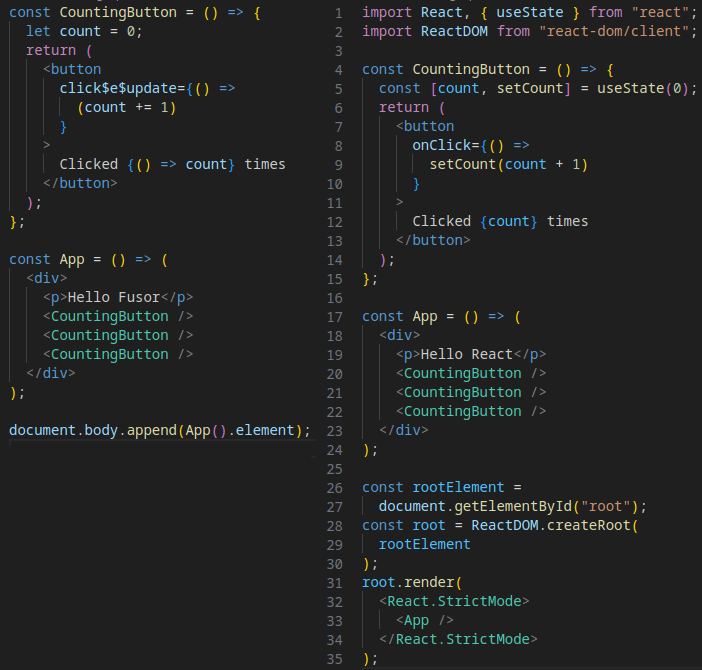 const CountingButton = () => {
let count = 0;
return (
<button
click$e$update={() =>
(count += 1)
}
>
Clicked {() => count} times
</button>
);
};
const App = () => (
<div>
<p>Hello Fusor</p>
<CountingButton />
<CountingButton />
<CountingButton />
</div>
);
document.body.append(App().element);
1 import React, { useState } from "react";
2 import ReactDOM from "react-dom/client";
3
4 const CountingButton = () => {
5 const [count, setCount] = useState(0);
6 return (
7 <button
8 onClick={() =>
9 setCount(count + 1)
10 }
11 >
12 Clicked {count} times
13 </button>
14 );
15 };
16
17 const App = () => (
18 <div>
19 <p>Hello React</p>
20 <CountingButton />
21 <CountingButton />
22 <CountingButton />
23 </div>
24 );
25
26 const rootElement =
27 document.getElementById("root");
28 const root = ReactDOM.createRoot(
29 rootElement
30 );
31 root.render(
32 <React.StrictMode>
33 <App />
34 </React.StrictMode>
35 );